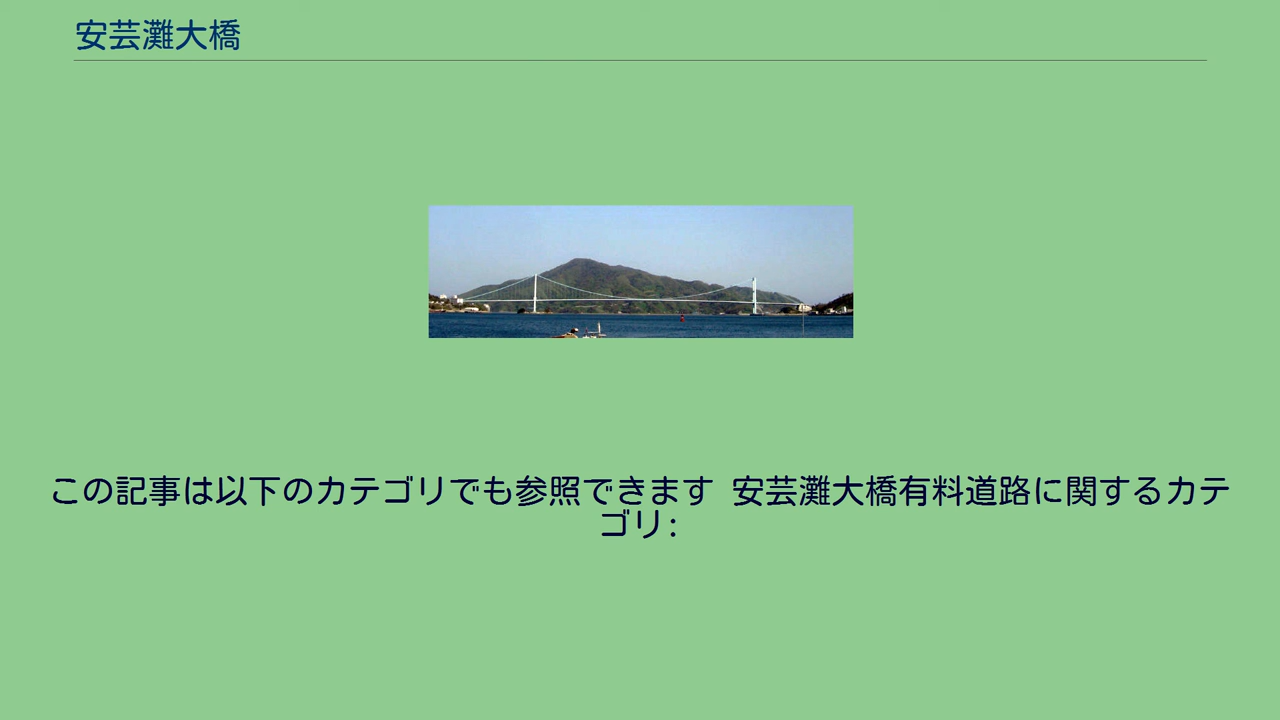 安芸灘大橋
この記事は以下のカテゴリでも参照できます 安芸灘大橋有料道路に関するカテ
ゴリ: